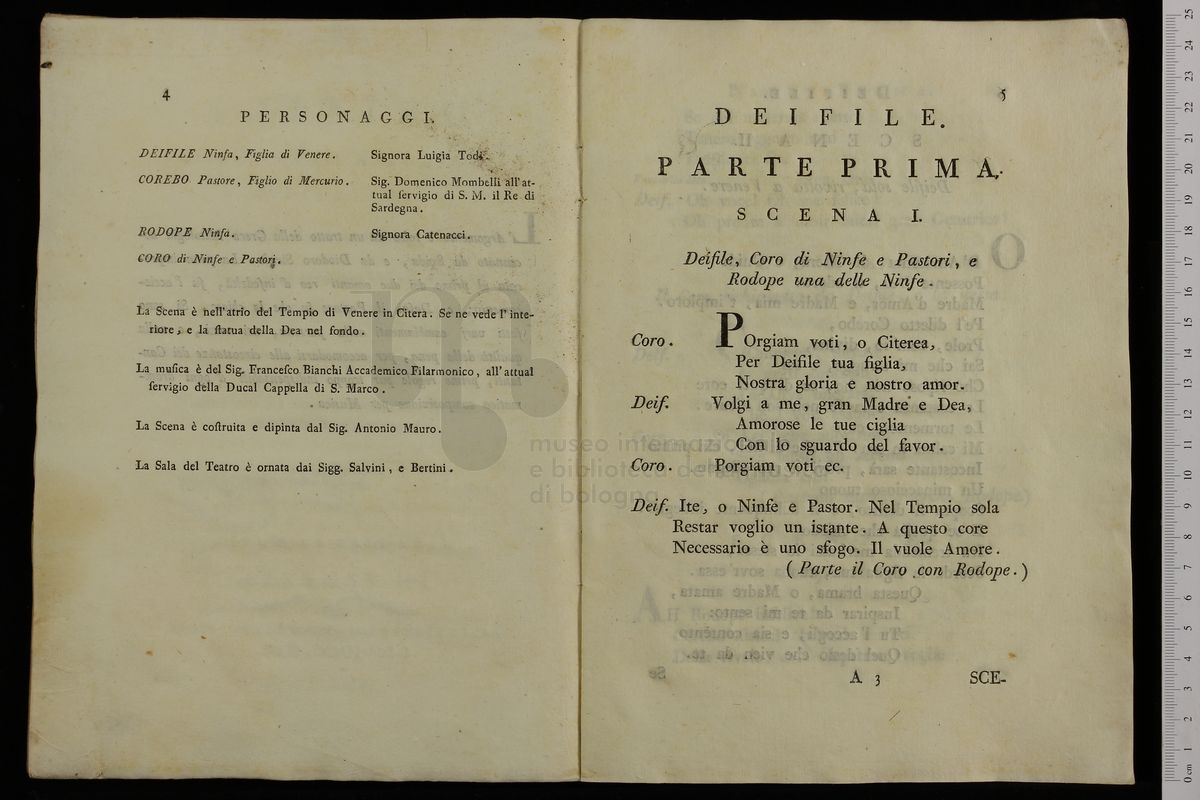 4
PERSONAGGI.
DEIFILE Ninfa, Figlia di Venere. Signora Luigia Todi.
COREBO Pastore, Figlio di Mercurio. Sig. Domenico Mombelli all'at-
tual ſervigio di S. M. il Re di
Sardegna.
RODOPE Ninfa. Signora Catenacci.
CORO di Ninfe e Pastori.
La Scena è nell'atrio del Tempio di Venere in Citera. Se ne vede l'inte-
riore, e la ſtatua della Dea nel fondo.
La muſica è del Sig. Franceſco Bianchi Accademico Filarmonico, all'attual
ſervigio della Ducal Cappella di S. Marco.
La Scena è coſtruita e dipinta dal Sig. Antonio Mauro.
La Sala del Teatro è ornata dai Sigg. Salvini, e Bertini.
5
DEIFILE.
PARTE PRIMA.
SCENA I.
Deifile, Coro di Ninfe e Pastori, e
Rodope una delle Ninfe.
Coro. POrgiam voti, o Citerea,
Per Deifile tua figlia,
Nostra gloria e nostro amor.
Deif. Volgi a me, gran Madre e Dea,
Amorose le tue ciglia
Con lo sguardo del favor.
Coro. Porgiam voti ec.
Deif. Ite, o Ninfe e Pastor. Nel Tempio sola
Restar voglio un istante. A questo core
Necessario è uno sfogo. Il vuole Amore.
(Parte il Coro con Rodope.)
A 3 SCE-
museo internazionale
e biblioteca della musica
di bologna